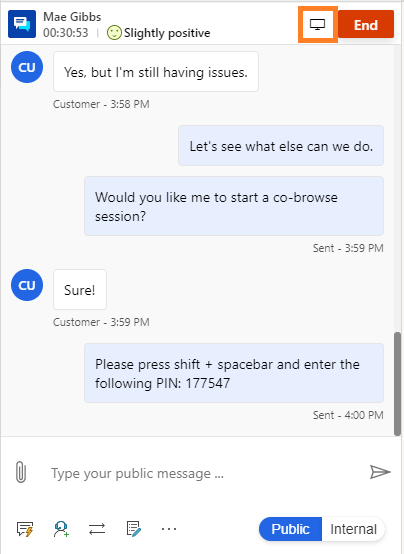 Mae Gibbs
00:30:53
Slightly positive
End
CU
Yes, but I'm still having issues.
Customer - 3:58 PM
Let's see what else can we do.
Would you like me to start a co-browse
session?
Sent - 3:59 PM
CU
Sure!
Customer - 3:59 PM
Please press shift + spacebar and enter the
following PIN: 177547
Sent - 4:00 PM
Type your public message ...
Public
Internal